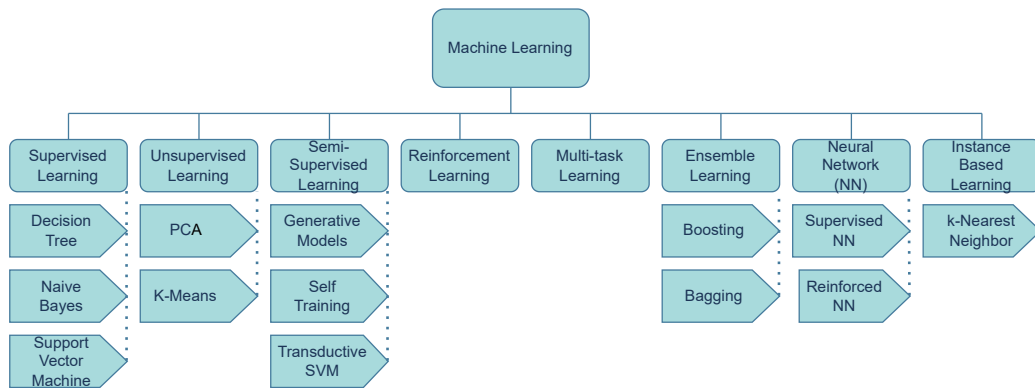 Machine Learning
Supervised
Learning
Unsupervised
Learning
Semi-
Supervised
Learning
Reinforcement
Learning
Multi-task
Learning
Ensemble
Learning
Neural
Network
(NN)
Instance
Based
Learning
Decision
Tree
PCA
Generative
Models
Boosting
Supervised
NN
k-Nearest
Neighbor
Naive
Bayes
K-Means
Self
Training
Bagging
Reinforced
NN
Support
Vector
Machine
Transductive
SVM